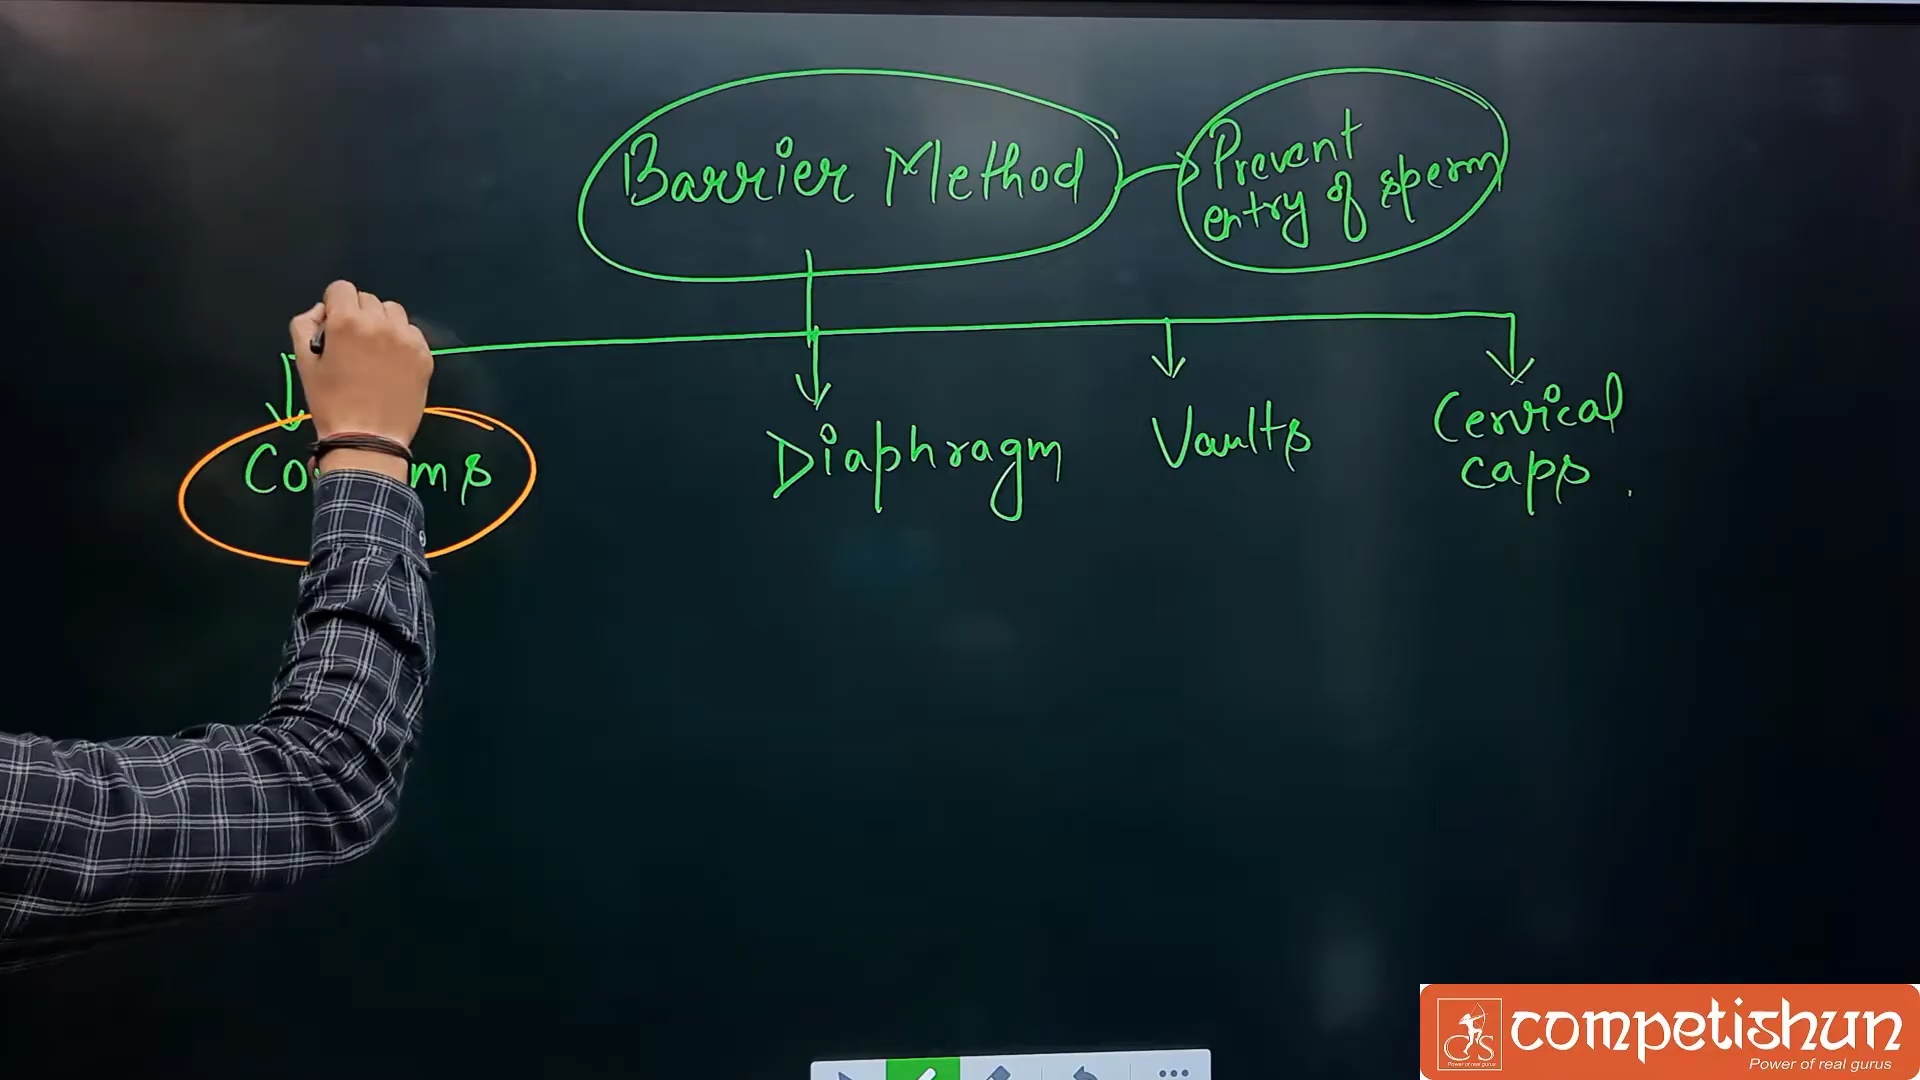 Barrier Method
Prevent
entry of sperm
Diaphragm
Vaults
Cervical
caps
competishun
Power of real gurus